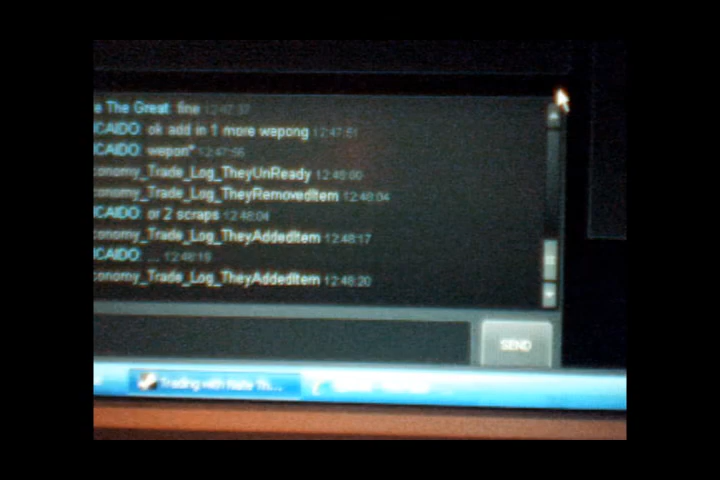 e The Great: fine 12:47:37
CAIDO: ok add in 1 more wepong 12:47:51
CAIDO: wepon* 12:47:56
conomy_Trade_Log_TheyUnReady 12:48:00
conomy_Trade_Log_TheyRemovedItem 12:48:04
CAIDO: or 2 scraps 12:48:04
conomy_Trade_Log_TheyAddedItem 12:48:17
CAIDO: ... 12:48:19
conomy_Trade_Log_TheyAddedItem 12:48:20
SEND
Trading with Nate Th...